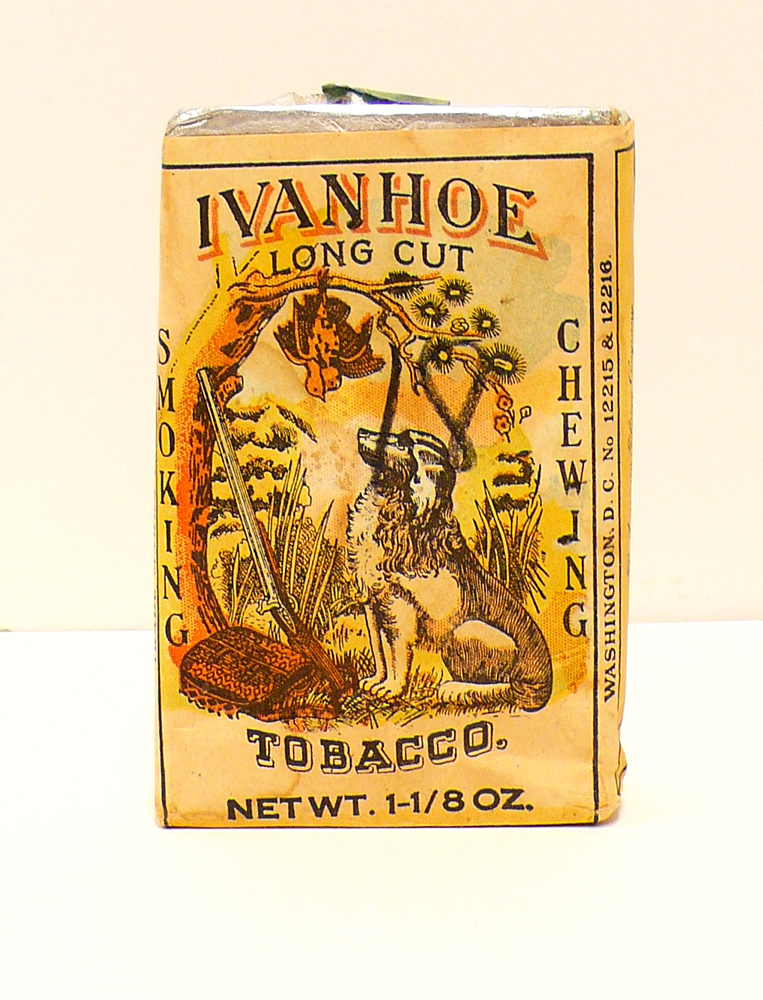 IVANHOE
LONG CUT
SMOKING
CHEWING
TOBACCO.
NET WT. 1-1/8 OZ.
WASHINGTON. D. C. No 12215 & 12216.